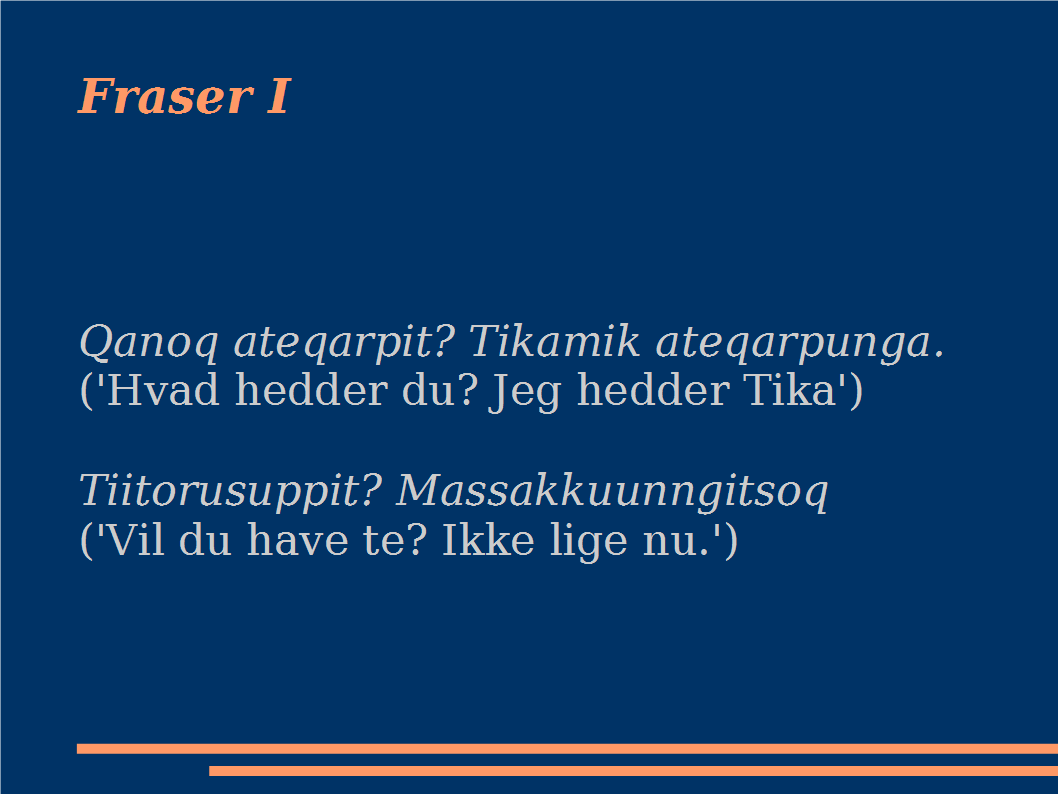 Fraser I
Qanoq ateqarpit? Tikamik ateqarpunga.
('Hvad hedder du? Jeg hedder Tika')
Tiitorusuppit? Massakkuunngitsoq
('Vil du have te? Ikke lige nu.')